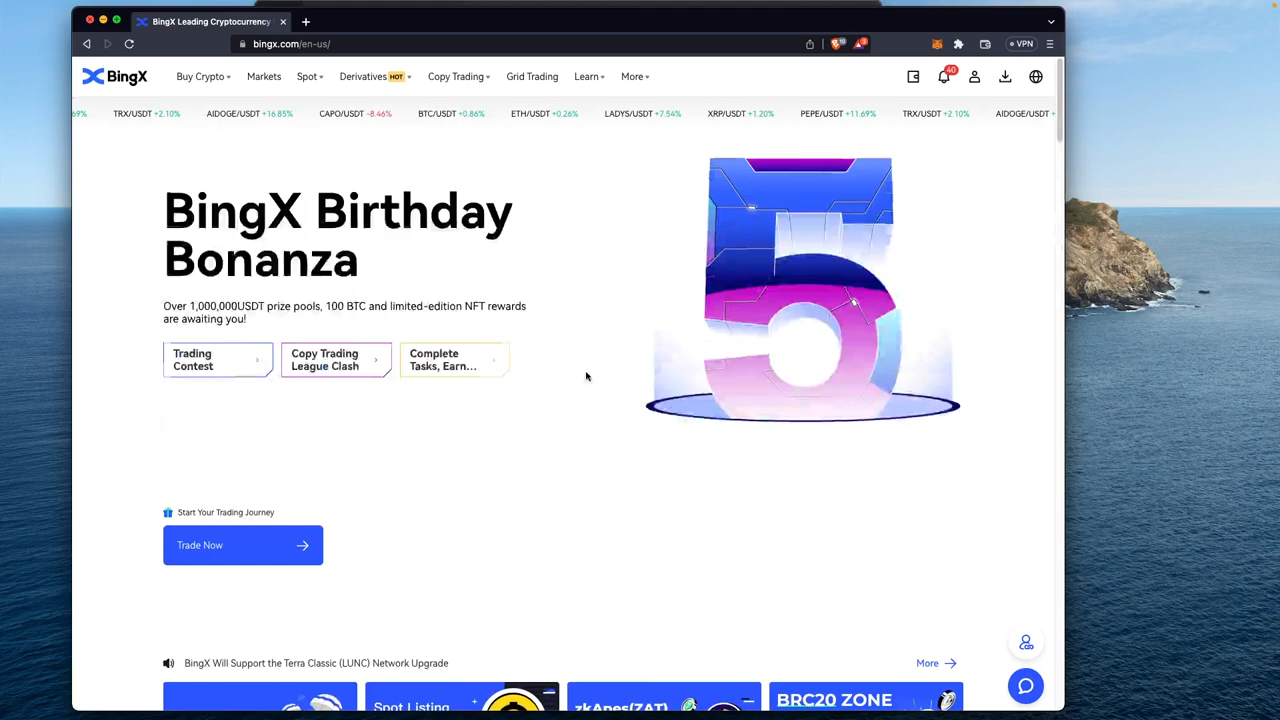 BingX Leading Cryptocurrency
bingx.com/en-us/
10
2
VPN
BingX
Buy Crypto
Markets
Spot
Derivatives HOT
Copy Trading
Grid Trading
Learn
More
40
69%
TRX/USDT +2.10%
AIDOGE/USDT +16.85%
CAPO/USDT -8.46%
BTC/USDT +0.86%
ETH/USDT +0.26%
LADYS/USDT +7.54%
XRP/USDT +1.20%
PEPE/USDT +11.69%
TRX/USDT +2.10%
AIDOGE/USDT +
BingX Birthday
Bonanza
Over 1,000,000USDT prize pools, 100 BTC and limited-edition NFT rewards
are awaiting you!
Trading
Contest
Copy Trading
League Clash
Complete
Tasks, Earn...
5
Start Your Trading Journey
Trade Now
BingX Will Support the Terra Classic (LUNC) Network Upgrade
More
Spot Listing
zkApes(ZAT)
BRC20 ZONE